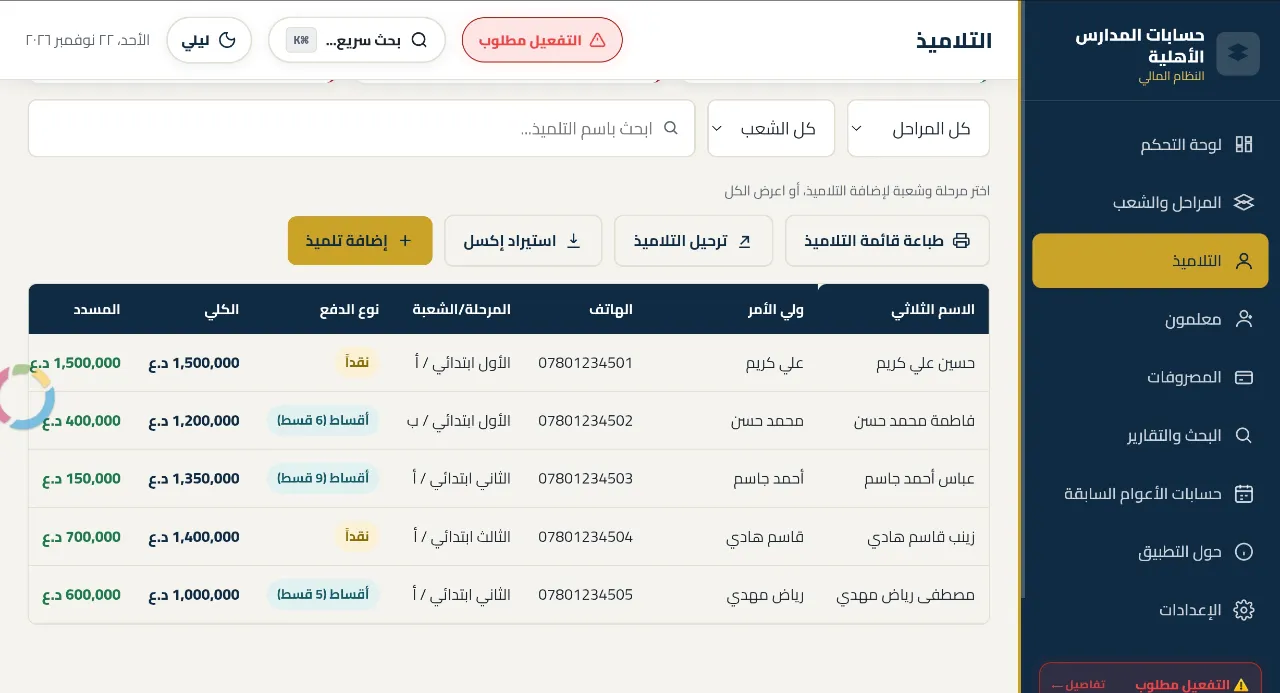 حسابات المدارس
الأهلية
النظام المالي
لوحة التحكم
المراحل والشعب
التلاميذ
معلمون
المصروفات
البحث والتقارير
حسابات الأعوام السابقة
حول التطبيق
الإعدادات
التفعيل مطلوب
تفاصيل ←
التلاميذ
التفعيل مطلوب
بحث سريع... ⌘K
ليلي
الأحد، ٢٢ نوفمبر ٢٠٢٦
كل المراحل
كل الشعب
ابحث باسم التلميذ...
اختر مرحلة وشعبة لإضافة التلاميذ، أو اعرض الكل
طباعة قائمة التلاميذ
ترحيل التلاميذ
استيراد إكسل
+ إضافة تلميذ
الاسم الثلاثي ولي الأمر الهاتف المرحلة/الشعبة نوع الدفع الكلي المسدد
حسين علي كريم علي كريم 07801234501 الأول ابتدائي / أ نقداً 1,500,000 د.ع 1,500,000 د.ع
فاطمة محمد حسن محمد حسن 07801234502 الأول ابتدائي / ب أقساط (6 قسط) 1,200,000 د.ع 400,000 د.ع
عباس أحمد جاسم أحمد جاسم 07801234503 الثاني ابتدائي / أ أقساط (9 قسط) 1,350,000 د.ع 150,000 د.ع
زينب قاسم هادي قاسم هادي 07801234504 الثالث ابتدائي / أ نقداً 1,400,000 د.ع 700,000 د.ع
مصطفى رياض مهدي رياض مهدي 07801234505 الثاني ابتدائي / أ أقساط (5 قسط) 1,000,000 د.ع 600,000 د.ع